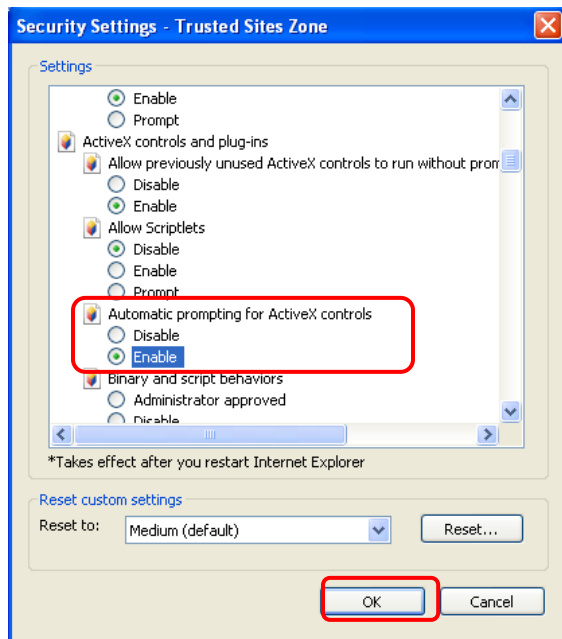 Security Settings - Trusted Sites Zone
Settings
Enable
Prompt
ActiveX controls and plug-ins
Allow previously unused ActiveX controls to run without prom
Disable
Enable
Allow Scriptlets
Disable
Enable
Prompt
Automatic prompting for ActiveX controls
Disable
Enable
Binary and script behaviors
Administrator approved
Disable
*Takes effect after you restart Internet Explorer
Reset custom settings
Reset to: Medium (default) Reset...
OK Cancel